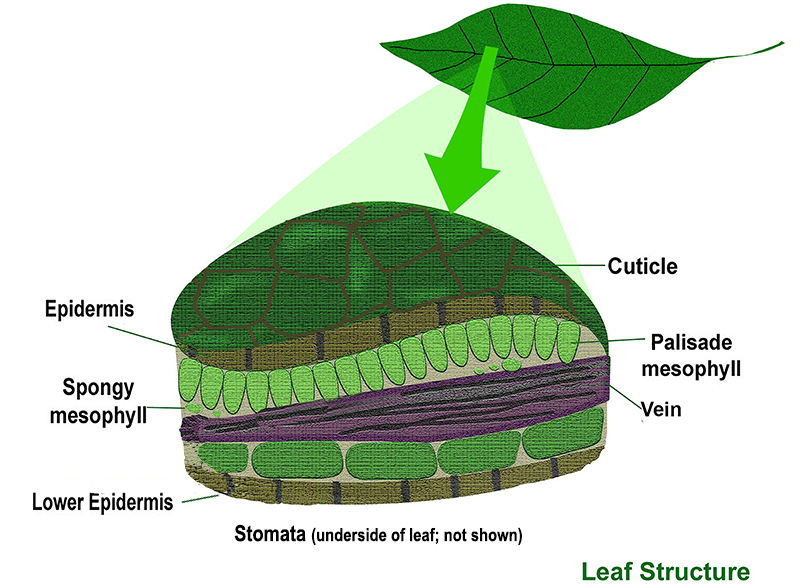 Cuticle
Epidermis
Palisade
mesophyll
Spongy
mesophyll
Vein
Lower Epidermis
Stomata (underside of leaf; not shown)
Leaf Structure